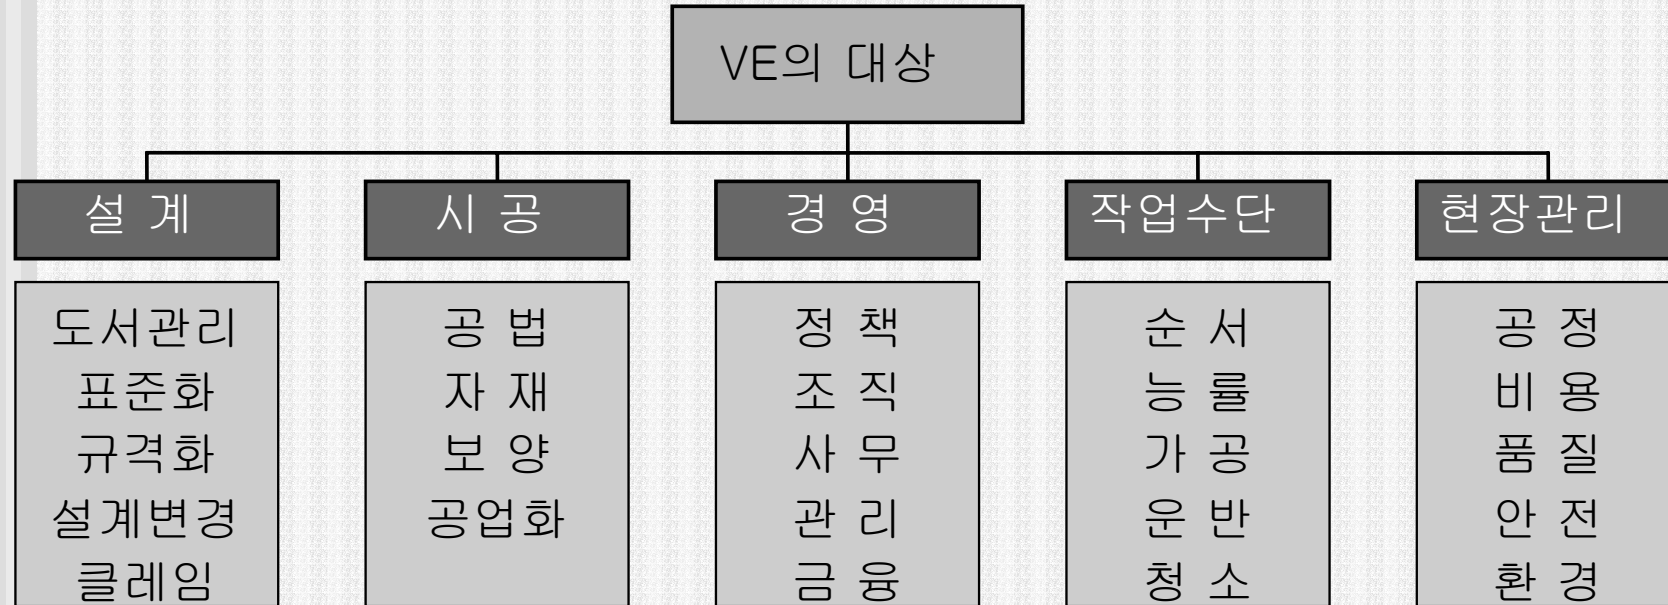 VE의 대상
설 계
도서관리
표준화
규격화
설계변경
클레임
시 공
공 법
자 재
보 양
공업화
경 영
정 책
조 직
사 무
관 리
금 융
작업수단
순 서
능 률
가 공
운 반
청 소
현장관리
공 정
비 용
품 질
안 전
환 경